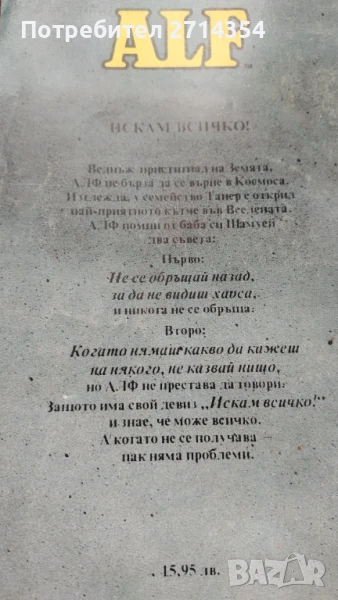 Потребител 2714354
ALF
ИСКАМ ВСИЧКО!
Веднъж пристигнал на Земята,
АЛФ не бърза да се върне в Космоса.
Изглежда, у семейство Танер е открил
най-приятното кътче във Вселената.
АЛФ помни от баба си Шамуей
два съвета:
Първо:
Не се обръщай назад,
за да не видиш хаоса,
и никога не се обръща.
Второ:
Когато нямаш какво да кажеш
на някого, не казвай нищо,
но АЛФ не престава да говори.
Защото има свой девиз „Искам всичко!"
и знае, че може всичко.
А когато не се получава –
пак няма проблеми.
15,95 лв.
BAZAR